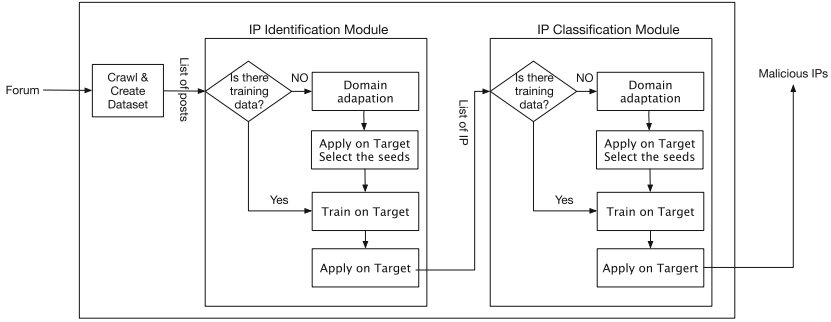 Forum
Crawl &
Create
Dataset
List of posts
IP Identification Module
Is there
training
data?
NO
Domain
adapation
Apply on Target
Select the seeds
Yes
Train on Target
Apply on Target
List of IP
IP Classification Module
Is there
training
data?
NO
Domain
adaptation
Apply on Target
Select the seeds
Yes
Train on Target
Apply on Targert
Malicious IPs